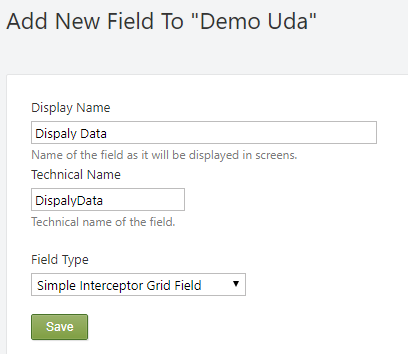 Add New Field To "Demo Uda"
Display Name
Dispaly Data
Name of the field as it will be displayed in screens.
Technical Name
DispalyData
Technical name of the field.
Field Type
Simple Interceptor Grid Field
Save